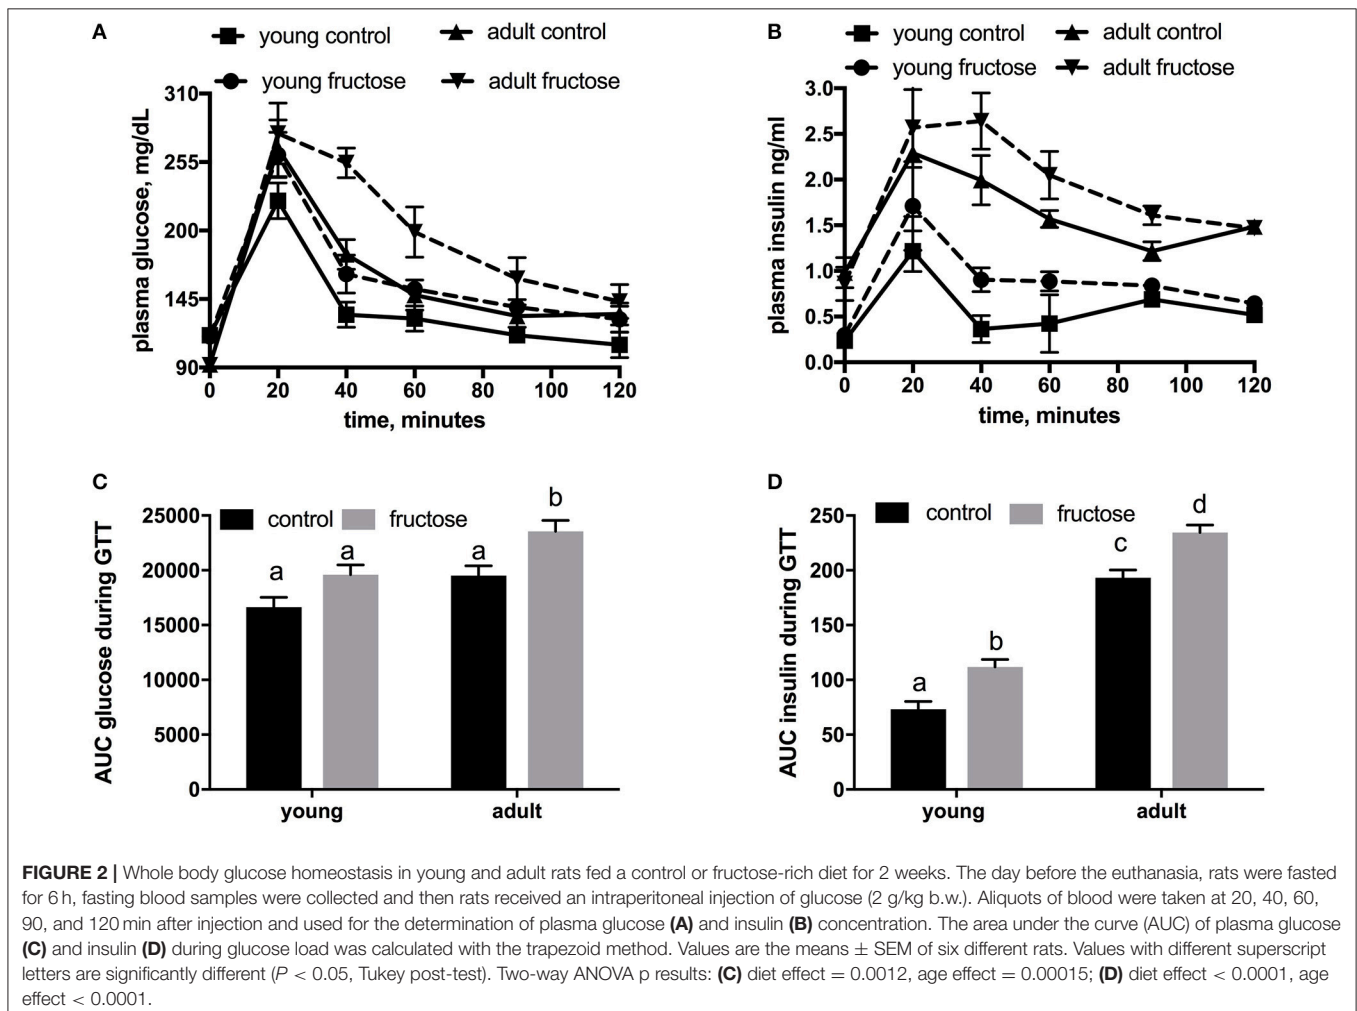 A
young control
adult control
young fructose
adult fructose
plasma glucose, mg/dL
310
255
200
145
90
0 20 40 60 80 100 120
time, minutes
B
young control
adult control
young fructose
adult fructose
plasma insulin ng/ml
3.0
2.5
2.0
1.5
1.0
0.5
0.0
0 20 40 60 80 100 120
time, minutes
C
control fructose
AUC glucose during GTT
25000
20000
15000
10000
5000
0
a
a
a
b
young adult
D
control fructose
AUC insulin during GTT
250
200
150
100
50
0
a
b
c
d
young adult
FIGURE 2 | Whole body glucose homeostasis in young and adult rats fed a control or fructose-rich diet for 2 weeks. The day before the euthanasia, rats were fasted
for 6 h, fasting blood samples were collected and then rats received an intraperitoneal injection of glucose (2 g/kg b.w.). Aliquots of blood were taken at 20, 40, 60,
90, and 120 min after injection and used for the determination of plasma glucose (A) and insulin (B) concentration. The area under the curve (AUC) of plasma glucose
(C) and insulin (D) during glucose load was calculated with the trapezoid method. Values are the means ± SEM of six different rats. Values with different superscript
letters are significantly different (P < 0.05, Tukey post-test). Two-way ANOVA p results: (C) diet effect = 0.0012, age effect = 0.00015; (D) diet effect < 0.0001, age
effect < 0.0001.